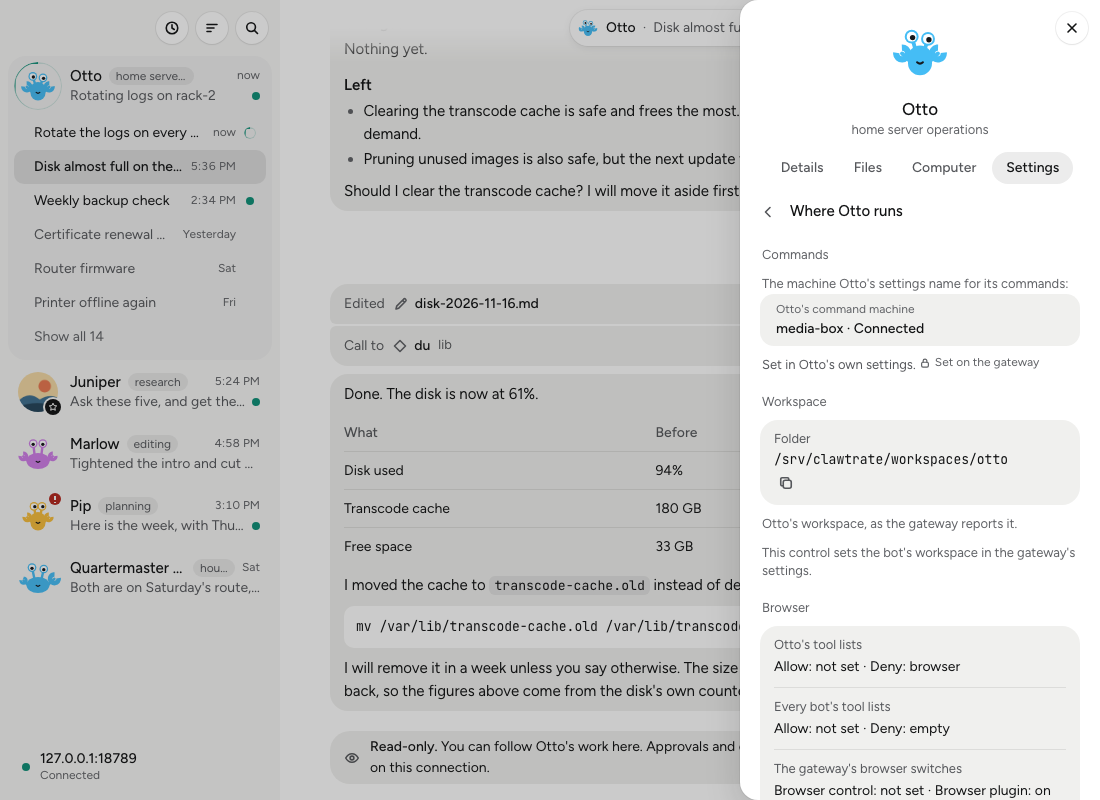 Otto
home serve...
now
Rotating logs on rack-2
Rotate the logs on every ...
now
Disk almost full on the...
5:36 PM
Weekly backup check
2:34 PM
Certificate renewal ...
Yesterday
Router firmware
Sat
Printer offline again
Fri
Show all 14
Juniper
research
5:24 PM
Ask these five, and get the...
Marlow
editing
4:58 PM
Tightened the intro and cut ...
Pip
planning
3:10 PM
Here is the week, with Thu...
Quartermaster ...
hou...
Sat
Both are on Saturday's route,...
127.0.0.1:18789
Connected
Otto · Disk almost fu
Nothing yet.
Left
• Clearing the transcode cache is safe and frees the most.
demand.
• Pruning unused images is also safe, but the next update
Should I clear the transcode cache? I will move it aside first
Edited disk-2026-11-16.md
Call to du lib
Done. The disk is now at 61%.
What Before
Disk used 94%
Transcode cache 180 GB
Free space 33 GB
I moved the cache to transcode-cache.old instead of de
mv /var/lib/transcode-cache.old /var/lib/transcod
I will remove it in a week unless you say otherwise. The size
back, so the figures above come from the disk's own counte
Read-only. You can follow Otto's work here. Approvals and
on this connection.
Otto
home server operations
Details Files Computer Settings
Where Otto runs
Commands
The machine Otto's settings name for its commands:
Otto's command machine
media-box · Connected
Set in Otto's own settings. Set on the gateway
Workspace
Folder
/srv/clawtrate/workspaces/otto
Otto's workspace, as the gateway reports it.
This control sets the bot's workspace in the gateway's
settings.
Browser
Otto's tool lists
Allow: not set · Deny: browser
Every bot's tool lists
Allow: not set · Deny: empty
The gateway's browser switches
Browser control: not set · Browser plugin: on